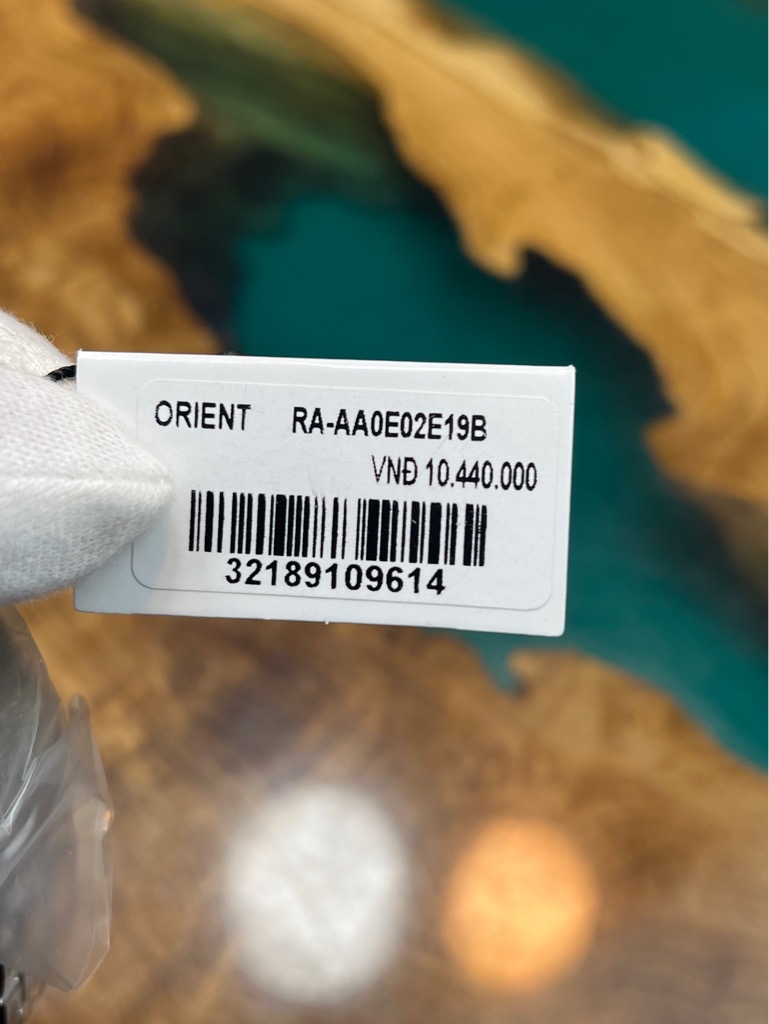 ORIENT RA-AA0E02E19B
VNĐ 10.440.000
32189109614